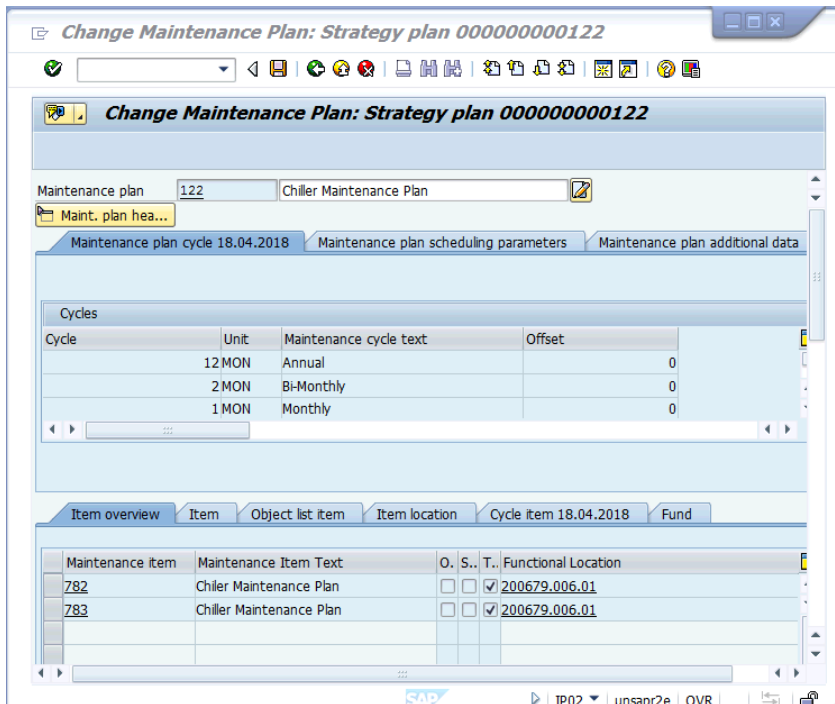 Change Maintenance Plan: Strategy plan 000000000122
Change Maintenance Plan: Strategy plan 000000000122
Maintenance plan 122 Chiller Maintenance Plan
Maint. plan hea...
Maintenance plan cycle 18.04.2018 Maintenance plan scheduling parameters Maintenance plan additional data
Cycles
Cycle Unit Maintenance cycle text Offset
12 MON Annual 0
2 MON Bi-Monthly 0
1 MON Monthly 0
Item overview Item Object list item Item location Cycle item 18.04.2018 Fund
Maintenance item Maintenance Item Text O. S.. T.. Functional Location
782 Chiler Maintenance Plan 200679.006.01
783 Chiller Maintenance Plan 200679.006.01
SAP IP02 unsapr2e OVR